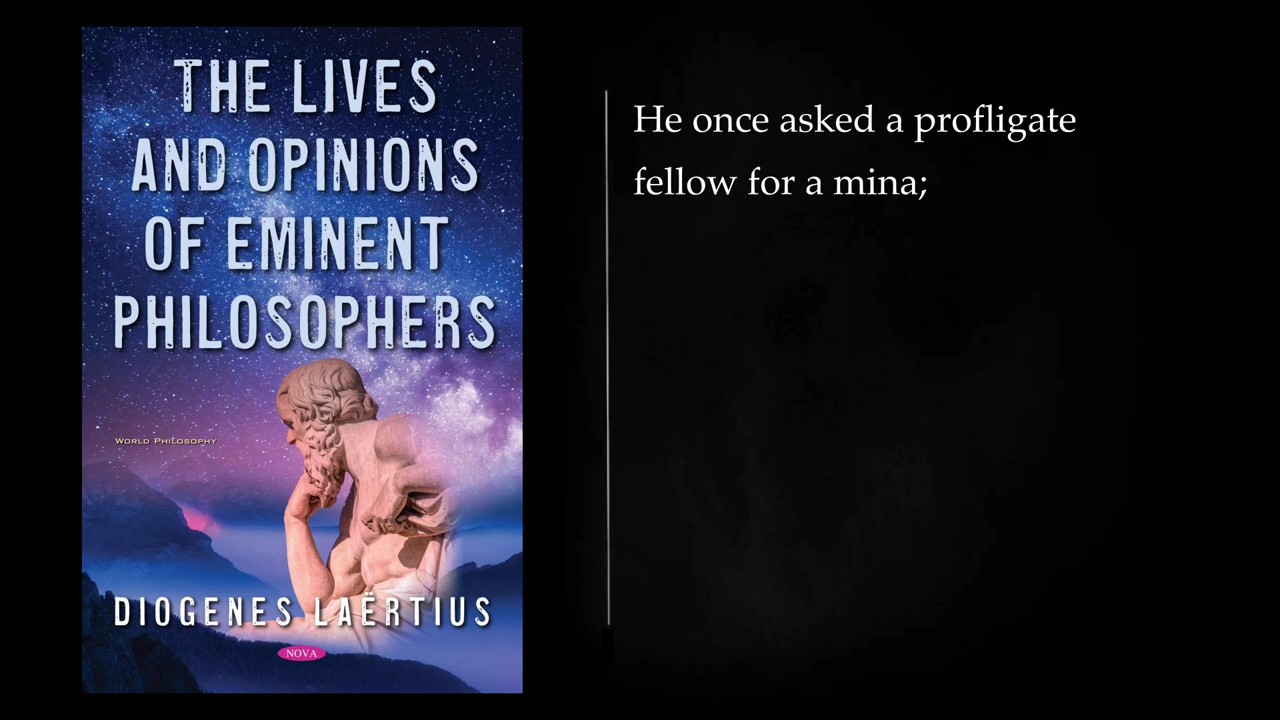 THE LIVES
AND OPINIONS
OF EMINENT
PHILOSOPHERS
WORLD PHILOSOPHY
DIOGENES LAËRTIUS
NOVA
He once asked a profligate
fellow for a mina;